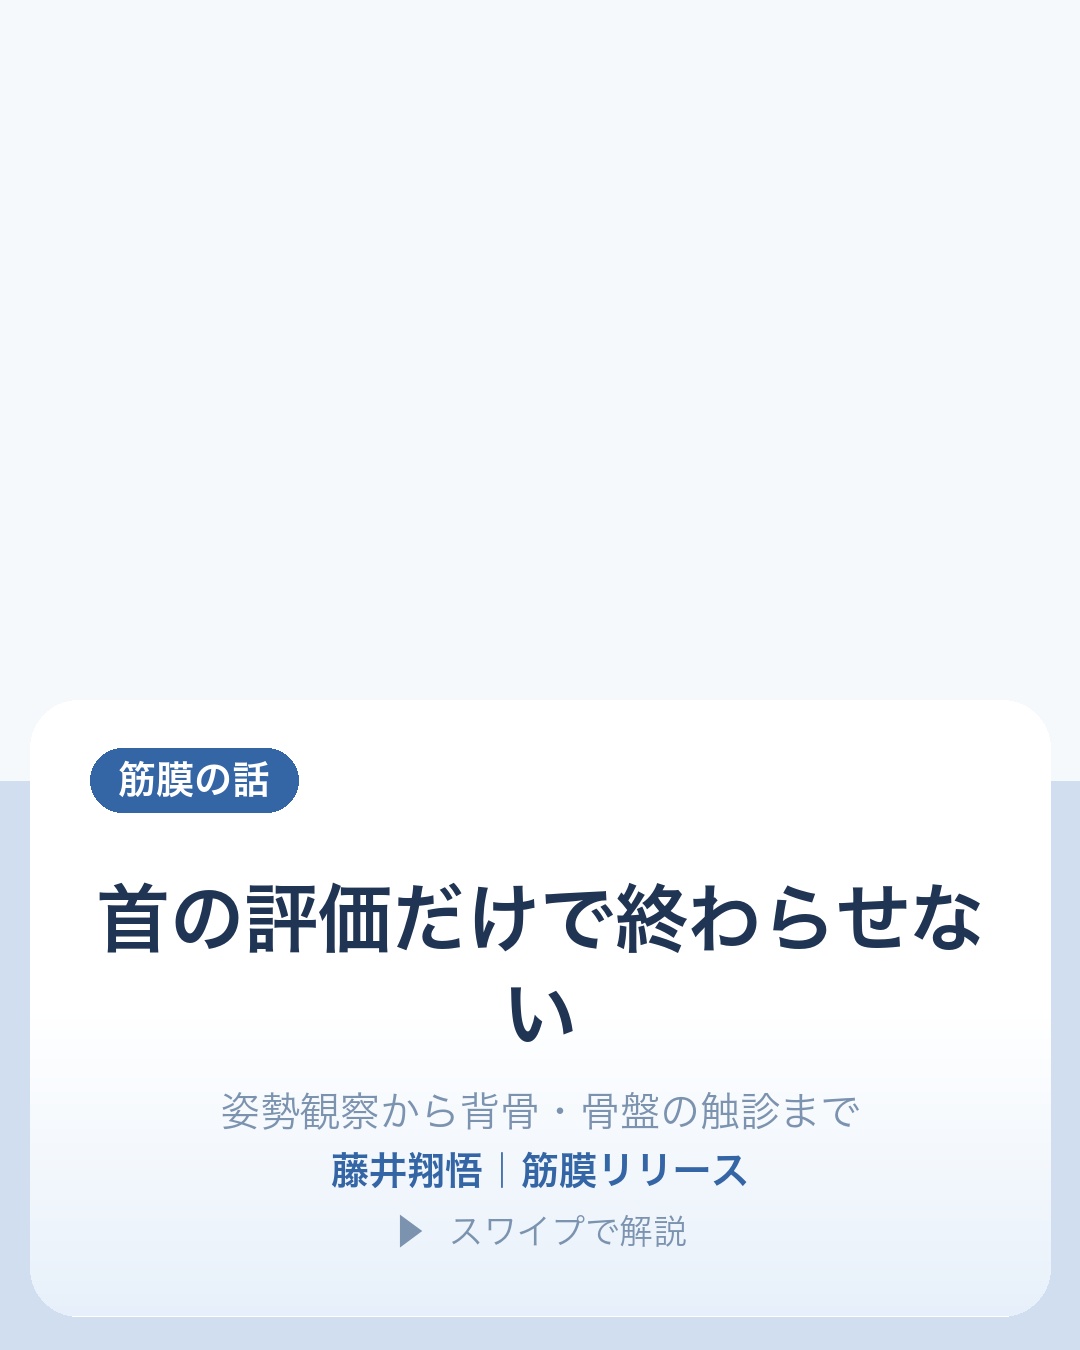 筋膜の話
首の評価だけで終わらせな
い
姿勢観察から背骨・骨盤の触診まで
藤井翔悟｜筋膜リリース
▶ スワイプで解説